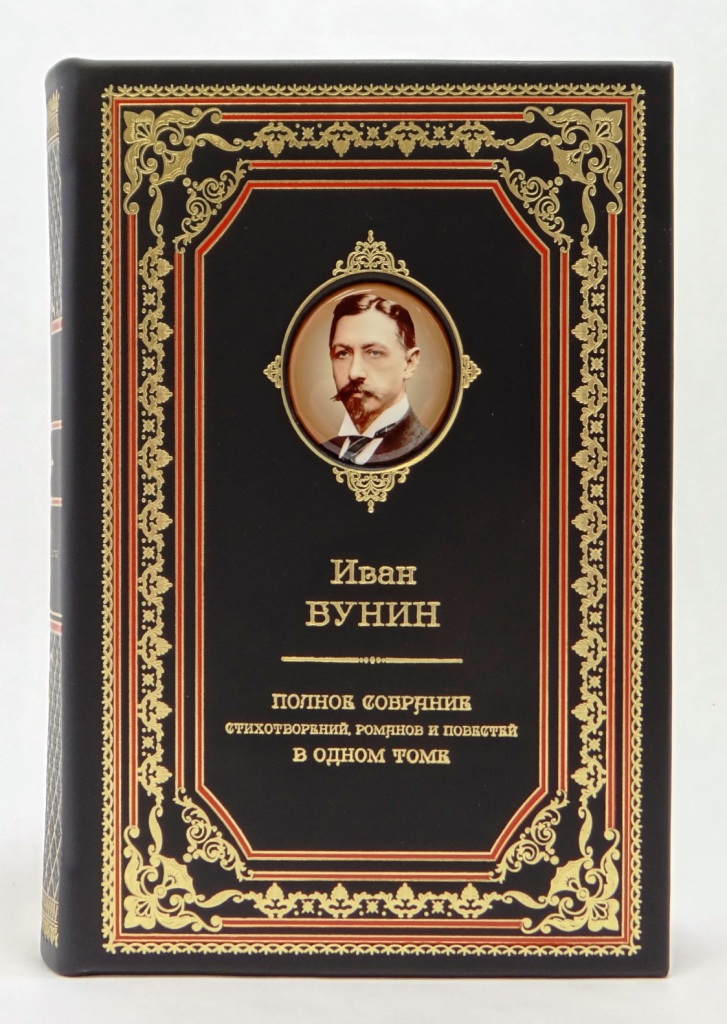 Иван
БУНИН
ПОЛНОЕ СОБРАНИЕ
СТИХОТВОРЕНИЙ, РОМАНОВ И ПОВЕСТЕЙ
В ОДНОМ ТОМЕ